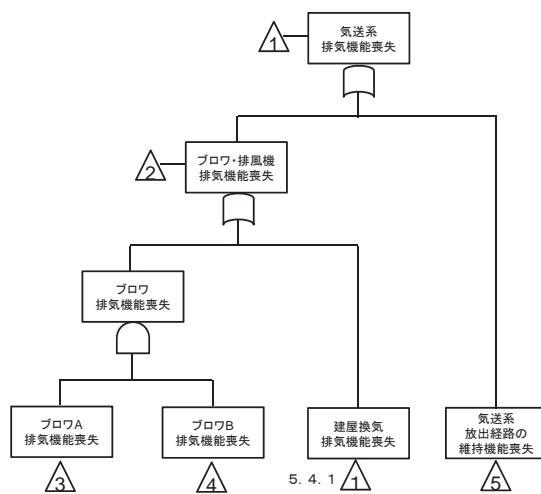 気送系
排気機能喪失
1
ブロワ・排風機
排気機能喪失
2
ブロワ
排気機能喪失
ブロワA
排気機能喪失
ブロワB
排気機能喪失
建屋換気
排気機能喪失
気送系
放出経路の
維持機能喪失
3
4
5. 4. 1 1
5